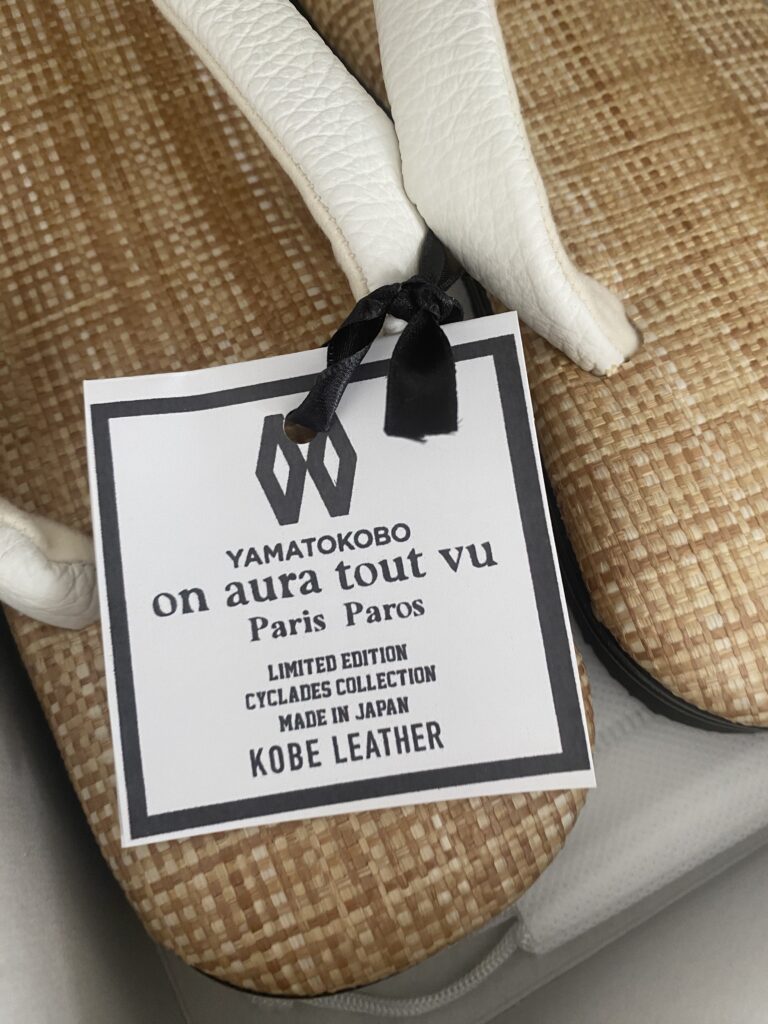 YAMATOKOBO
on aura tout vu
Paris Paros
LIMITED EDITION
CYCLADES COLLECTION
MADE IN JAPAN
KOBE LEATHER